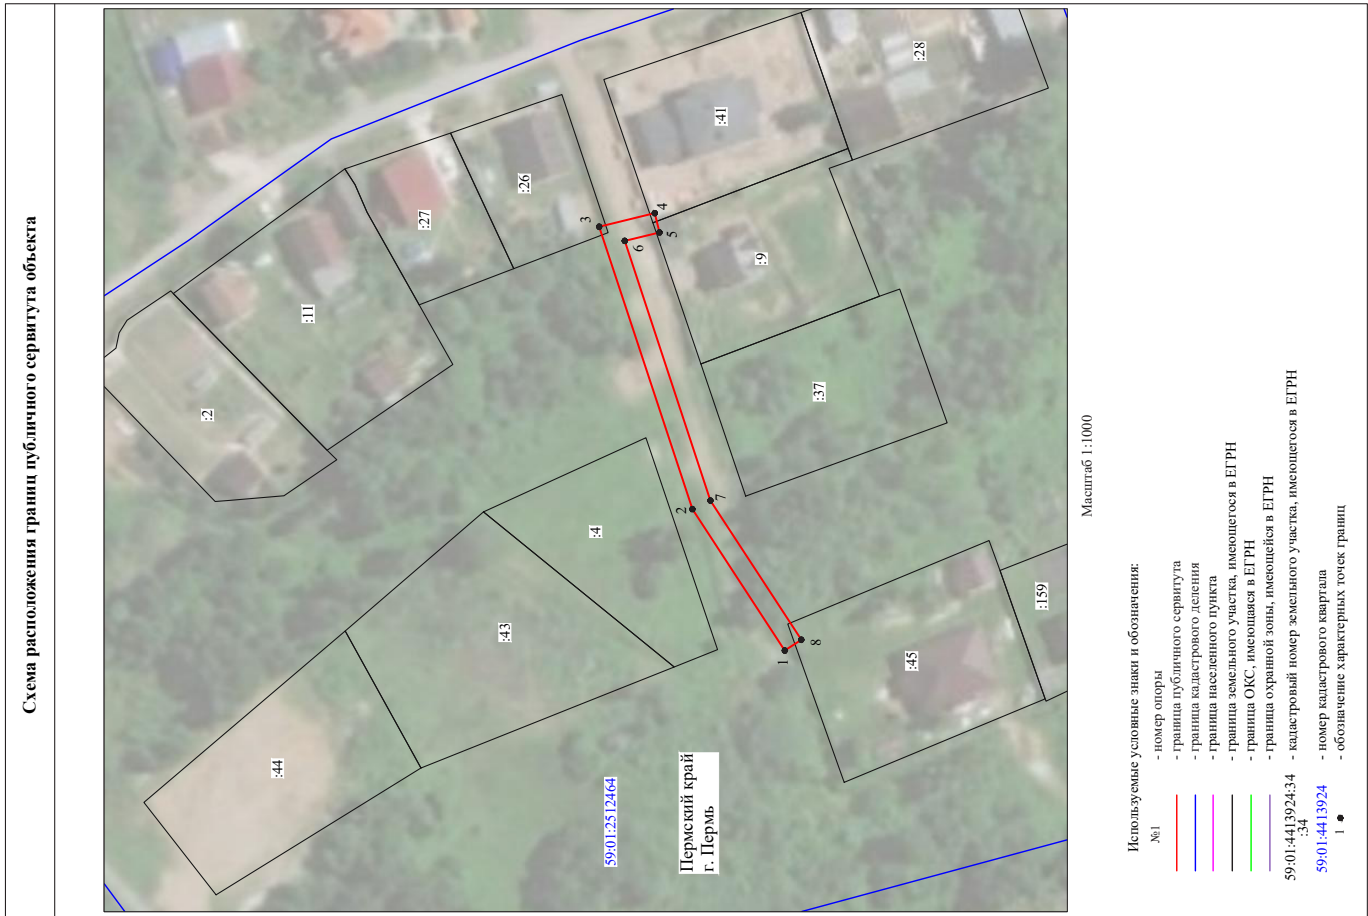 Схема расположения границ публичного сервитута объекта
:44
:43
:4
:2
:11
:27
:26
:41
:28
:9
:37
:45
:159
1
2
3
4
5
6
7
8
59:01:2512464
Пермский край
г. Пермь
Масштаб 1:1000
Используемые условные знаки и обозначения:
№1 - номер опоры
- граница публичного сервитута
- граница кадастрового деления
- граница населенного пункта
- граница земельного участка, имеющегося в ЕГРН
- граница ОКС, имеющаяся в ЕГРН
- граница охранной зоны, имеющейся в ЕГРН
59:01:4413924:34 - кадастровый номер земельного участка, имеющегося в ЕГРН
:34
59:01:4413924 - номер кадастрового квартала
1 - обозначение характерных точек границ